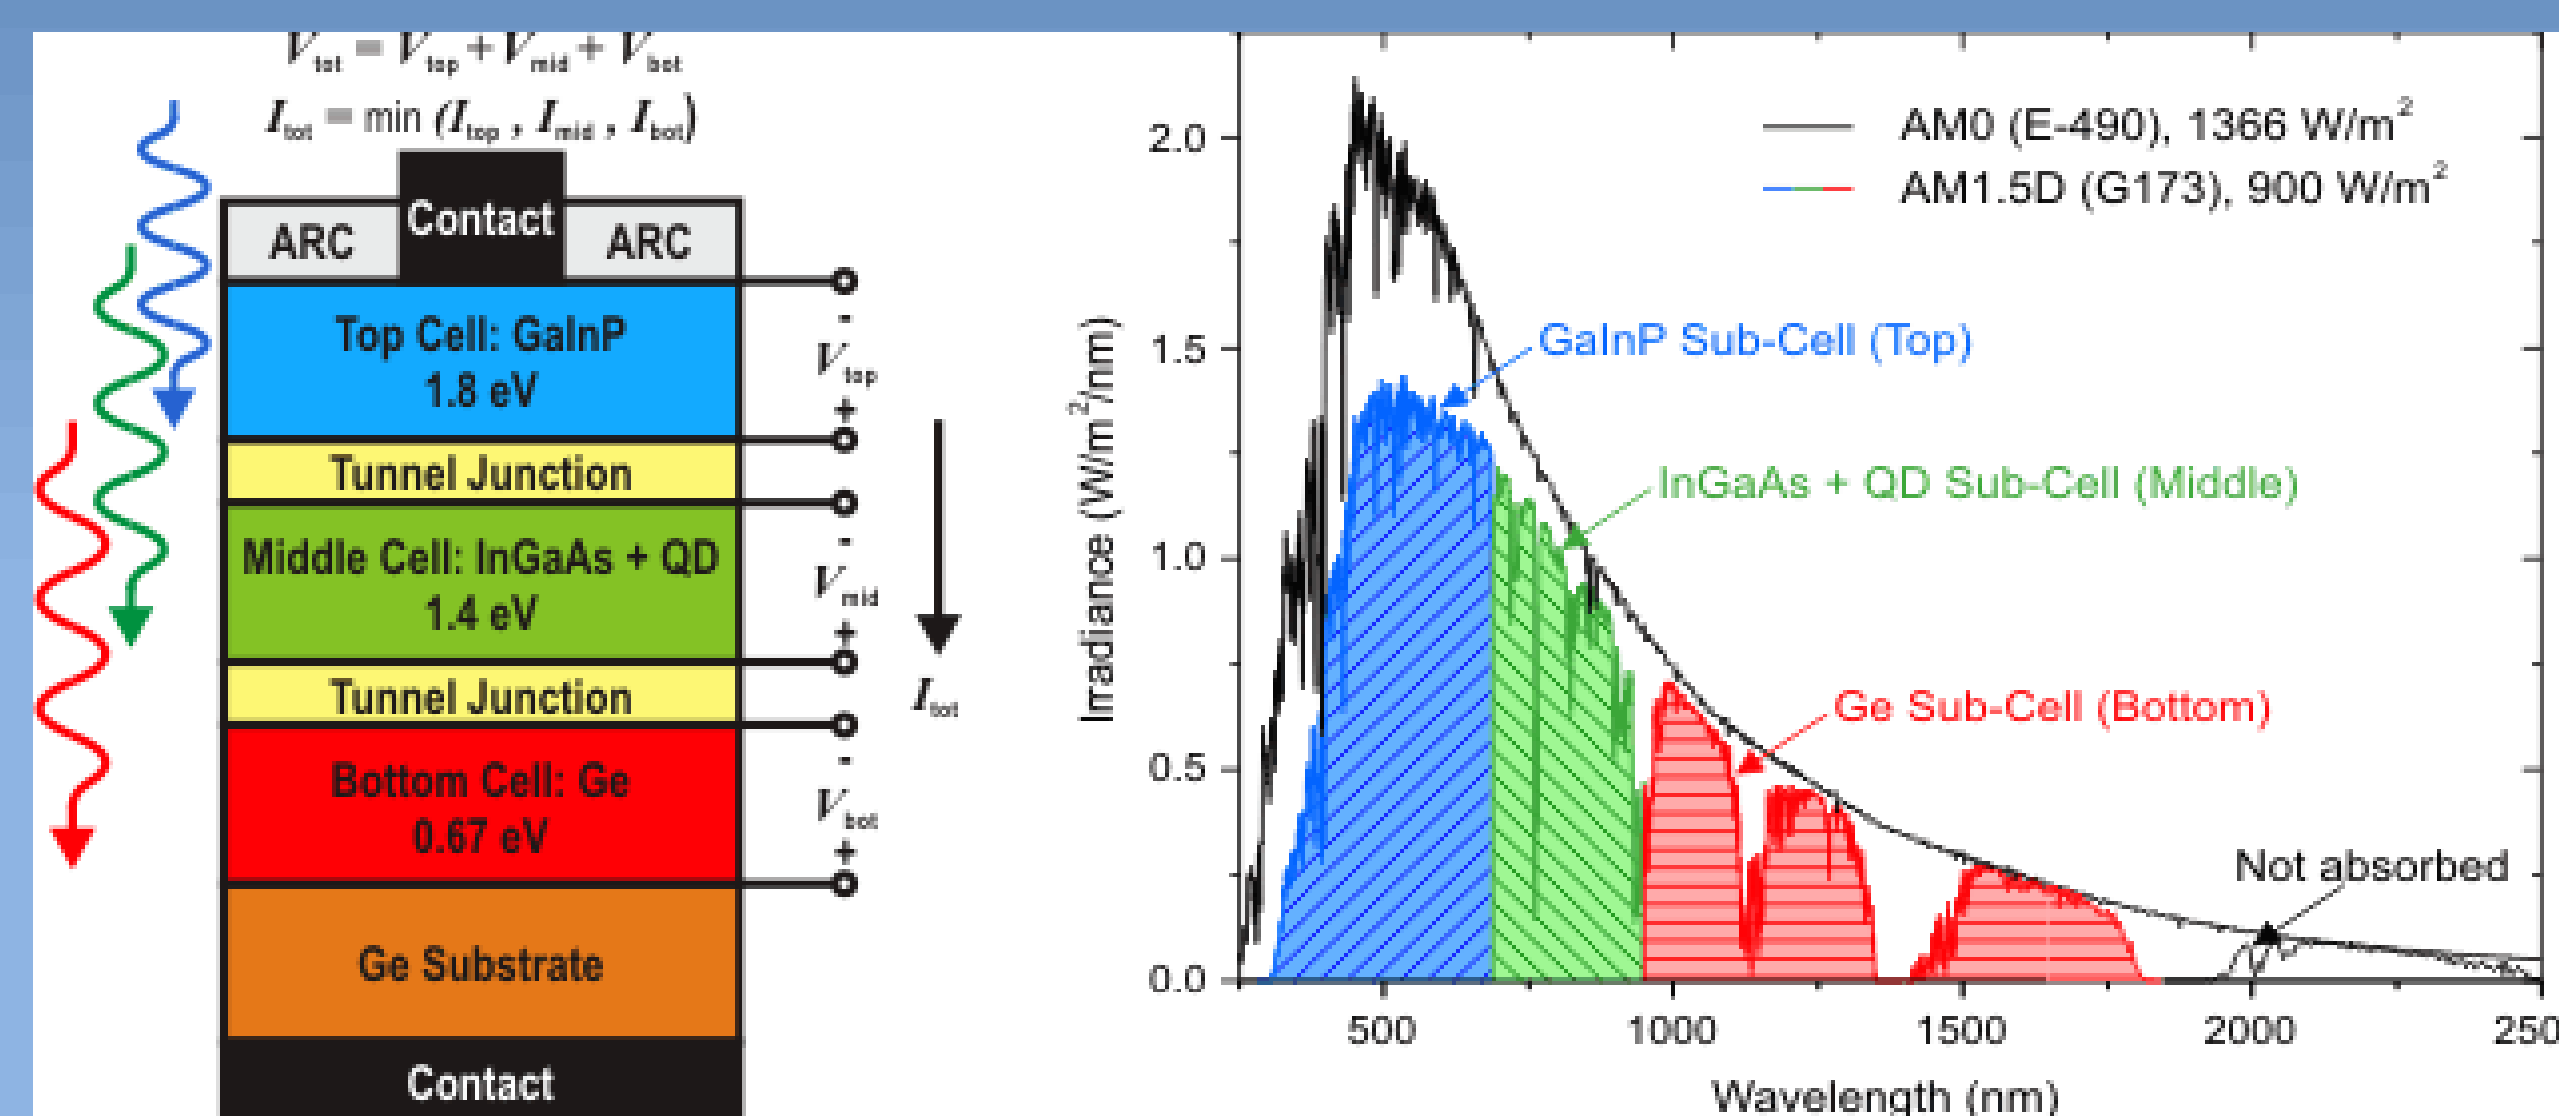 V_tot = V_top + V_mid + V_bot
I_tot = min (I_top , I_mid , I_bot)
Contact
ARC
ARC
Top Cell: GaInP
1.8 eV
Tunnel Junction
Middle Cell: InGaAs + QD
1.4 eV
Tunnel Junction
Bottom Cell: Ge
0.67 eV
Ge Substrate
Contact
-
V_top
+
-
V_mid
+
-
V_bot
+
I_tot
AM0 (E-490), 1366 W/m²
AM1.5D (G173), 900 W/m²
GaInP Sub-Cell (Top)
InGaAs + QD Sub-Cell (Middle)
Ge Sub-Cell (Bottom)
Not absorbed
Irradiance (W/m²/nm)
2.0
1.5
1.0
0.5
0.0
500 1000 1500 2000 250
Wavelength (nm)